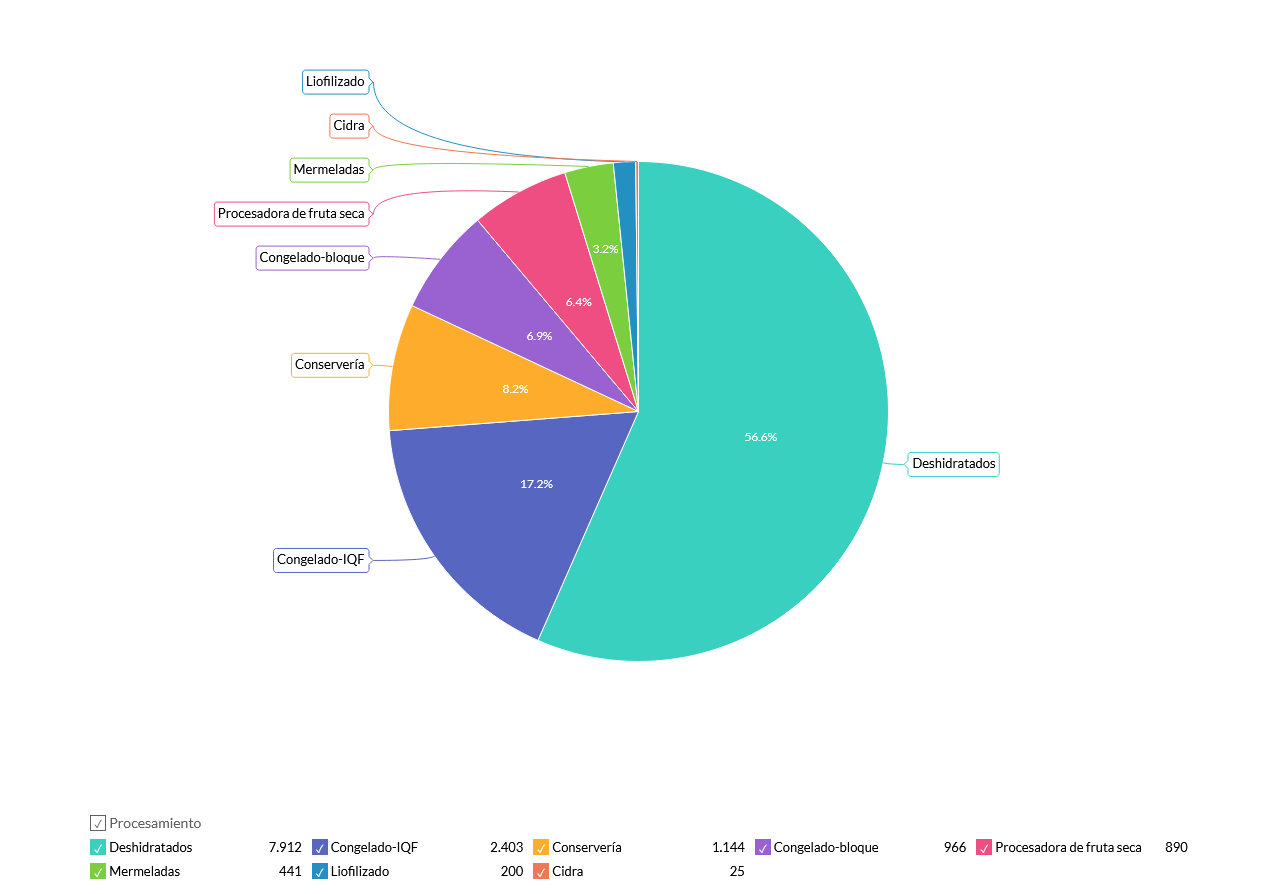 Liofilizado
Cidra
Mermeladas
Procesadora de fruta seca
Congelado-bloque
Conservería
Congelado-IQF
Deshidratados
3.2%
6.4%
6.9%
8.2%
56.6%
17.2%
Procesamiento
Deshidratados 7.912 Congelado-IQF 2.403 Conservería 1.144 Congelado-bloque 966 Procesadora de fruta seca 890
Mermeladas 441 Liofilizado 200 Cidra 25